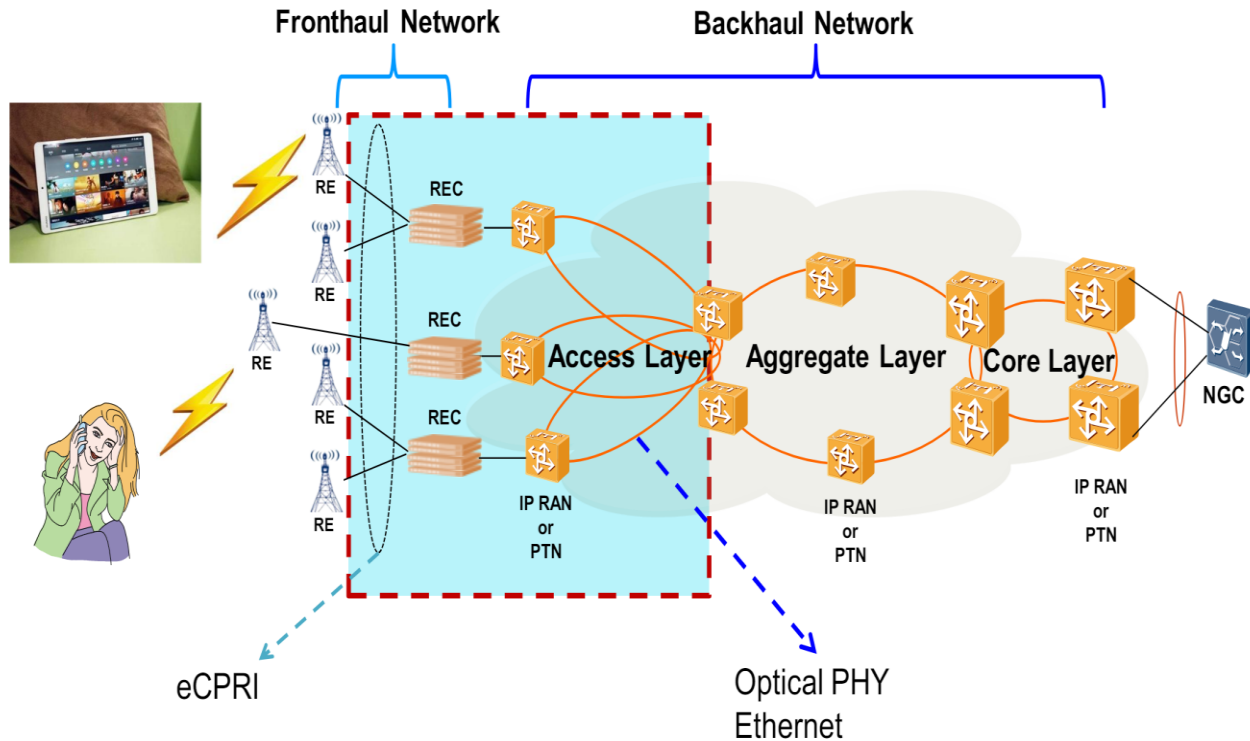 Fronthaul Network
Backhaul Network
RE
REC
RE
REC
RE
Access Layer
Aggregate Layer
Core Layer
NGC
RE
REC
RE
IP RAN
or
PTN
IP RAN
or
PTN
IP RAN
or
PTN
eCPRI
Optical PHY
Ethernet